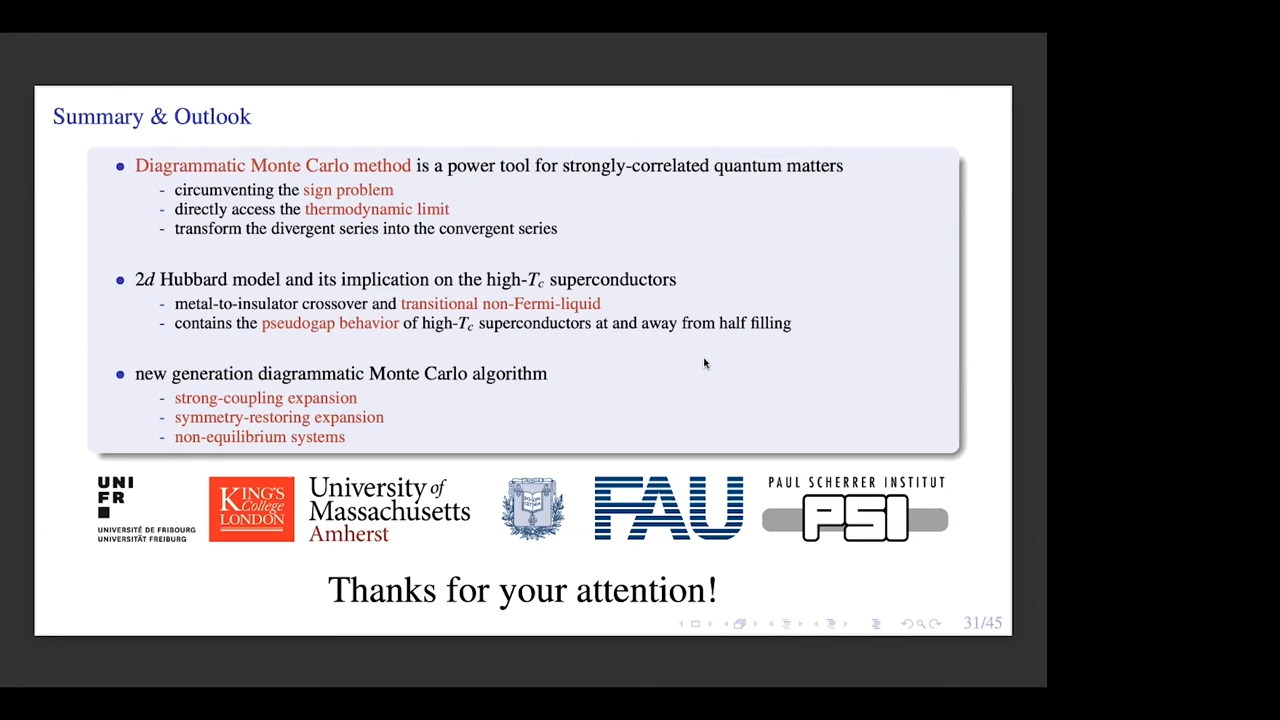 Summary & Outlook
Diagrammatic Monte Carlo method is a power tool for strongly-correlated quantum matters
- circumventing the sign problem
- directly access the thermodynamic limit
- transform the divergent series into the convergent series
2d Hubbard model and its implication on the high-Tc superconductors
- metal-to-insulator crossover and transitional non-Fermi-liquid
- contains the pseudogap behavior of high-Tc superconductors at and away from half filling
new generation diagrammatic Monte Carlo algorithm
- strong-coupling expansion
- symmetry-restoring expansion
- non-equilibrium systems
UNI
FR
UNIVERSITÉ DE FRIBOURG
UNIVERSITÄT FREIBURG
KING'S
College
LONDON
University of
Massachusetts
Amherst
FAU
PAUL SCHERRER INSTITUT
PSI
Thanks for your attention!
31/45